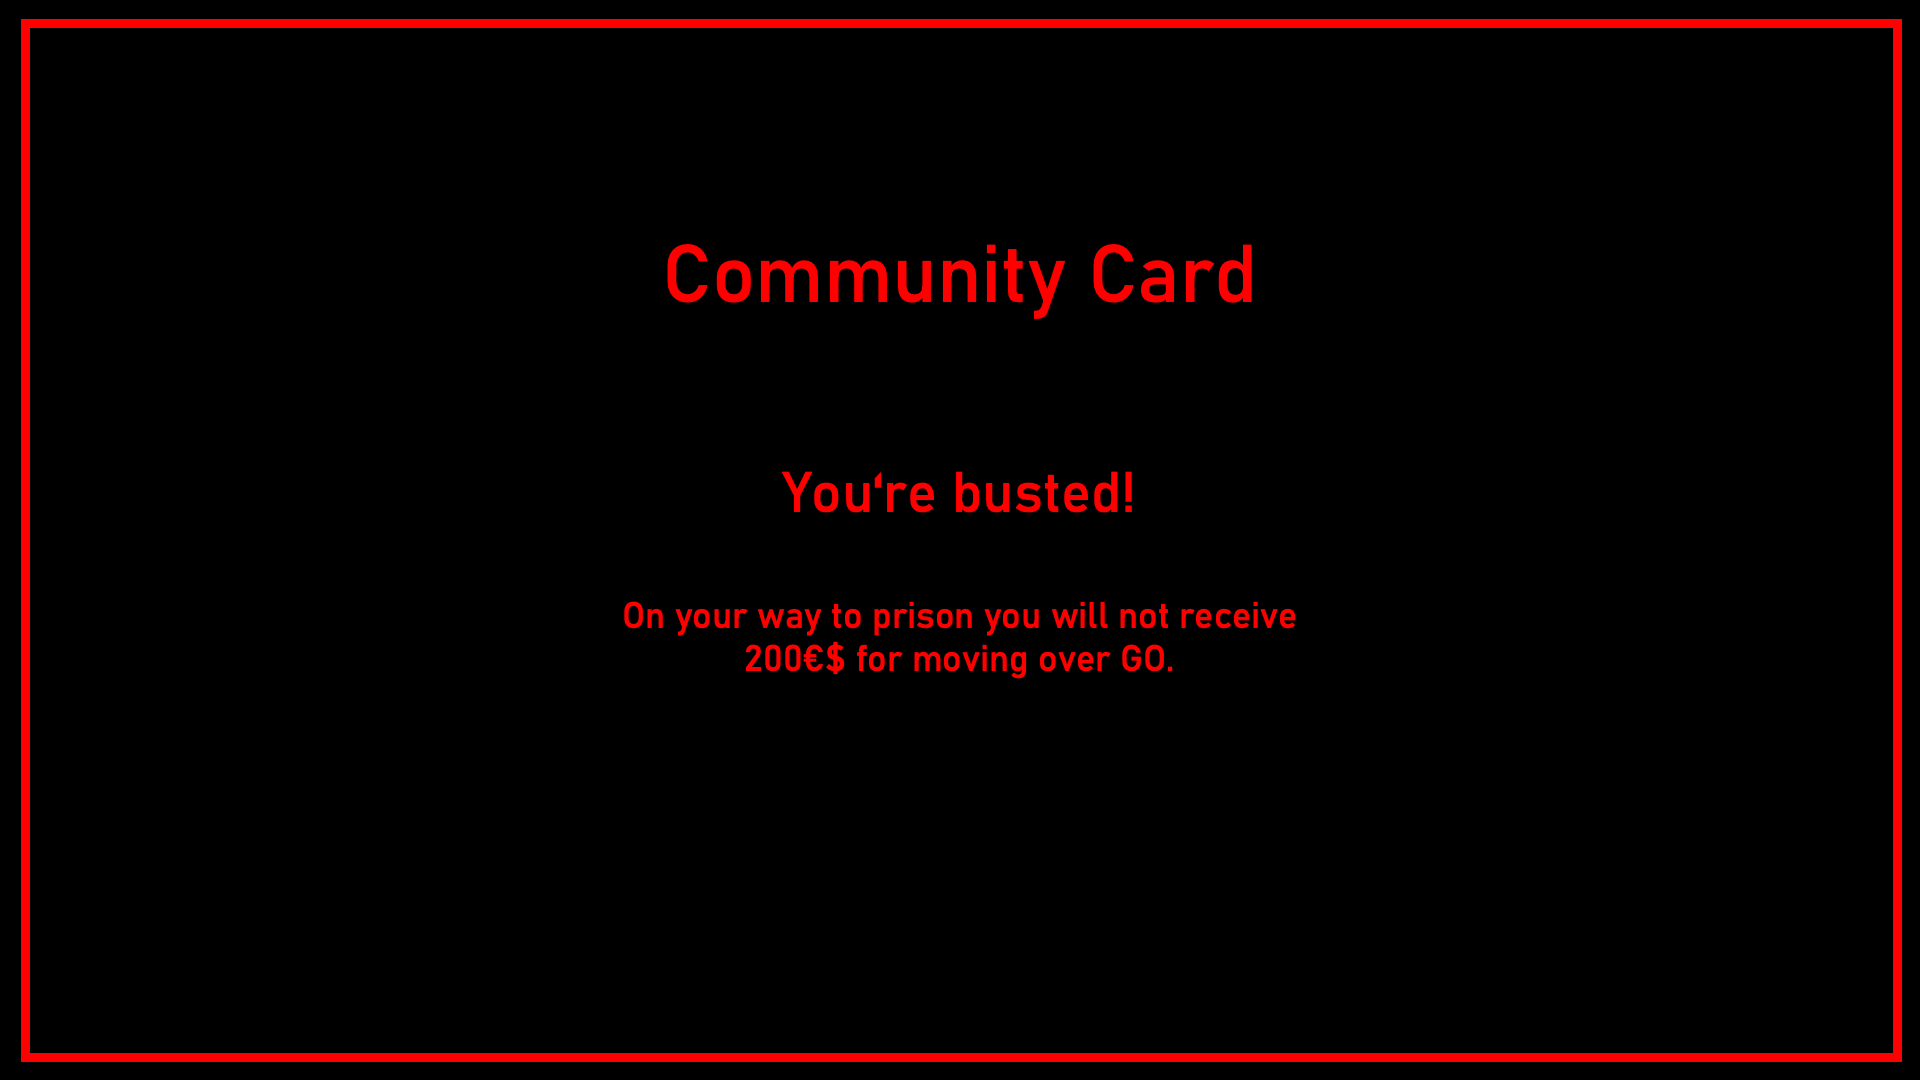 Community Card
You‘re busted!
On your way to prison you will not receive
200€$ for moving over GO.